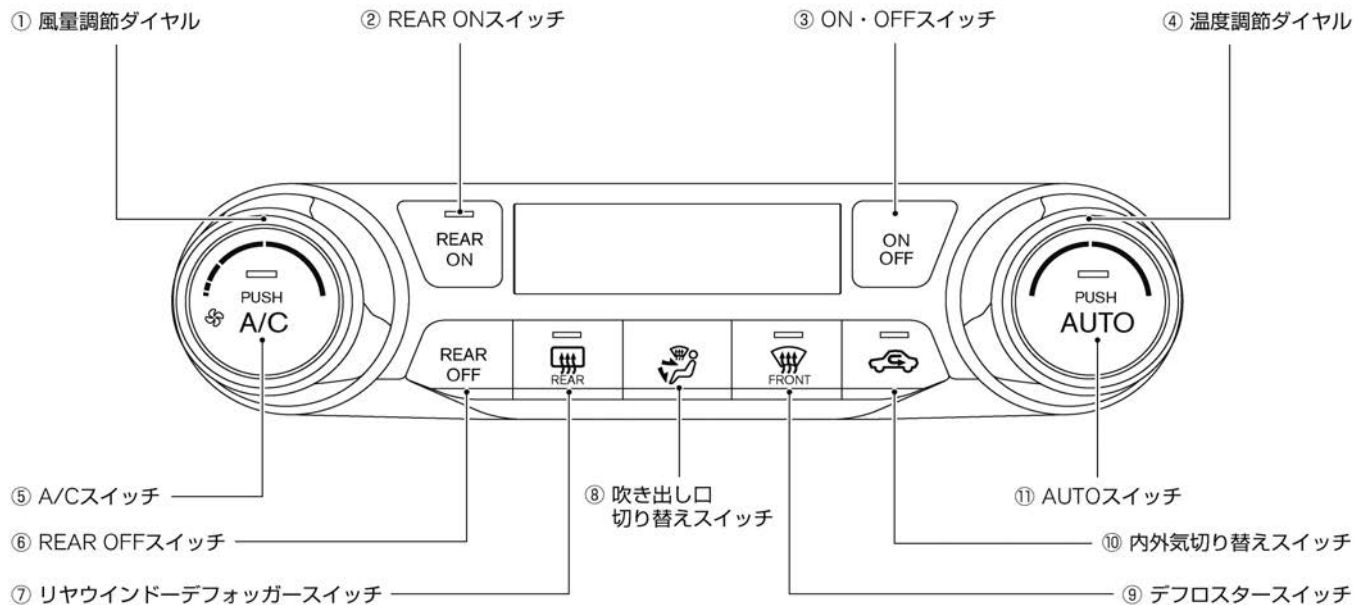 ① 風量調節ダイヤル
② REAR ONスイッチ
③ ON・OFFスイッチ
④ 温度調節ダイヤル
REAR
ON
ON
OFF
PUSH
A/C
PUSH
AUTO
REAR
OFF
REAR
FRONT
⑤ A/Cスイッチ
⑥ REAR OFFスイッチ
⑦ リヤウインドーデフォッガースイッチ
⑧ 吹き出し口
切り替えスイッチ
⑪ AUTOスイッチ
⑩ 内外気切り替えスイッチ
⑨ デフロスタースイッチ